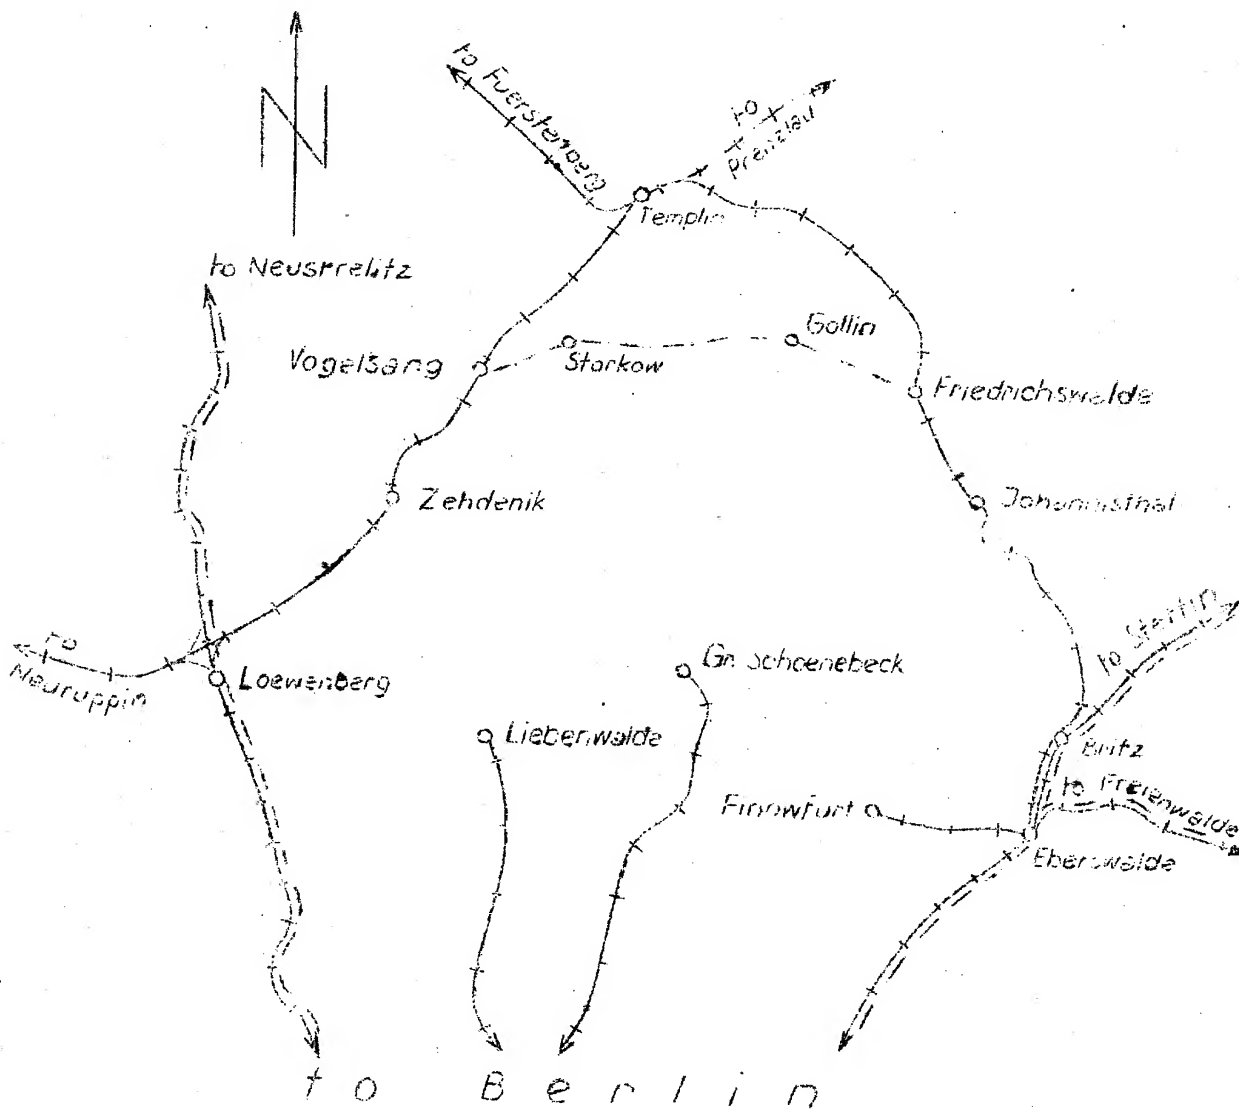 N
to Fuerstenberg
to
Prenzlau
Templin
to Neustrelitz
Gollin
Vogelsang
Storkow
Friedrichswalde
Zehdenik
Johannisthal
to Stettin
to
Neuruppin
Gr. Schoenebeck
Loewenberg
Liebenwalde
Britz
to Freienwalde
Finowfurt
Eberswalde
to Berlin